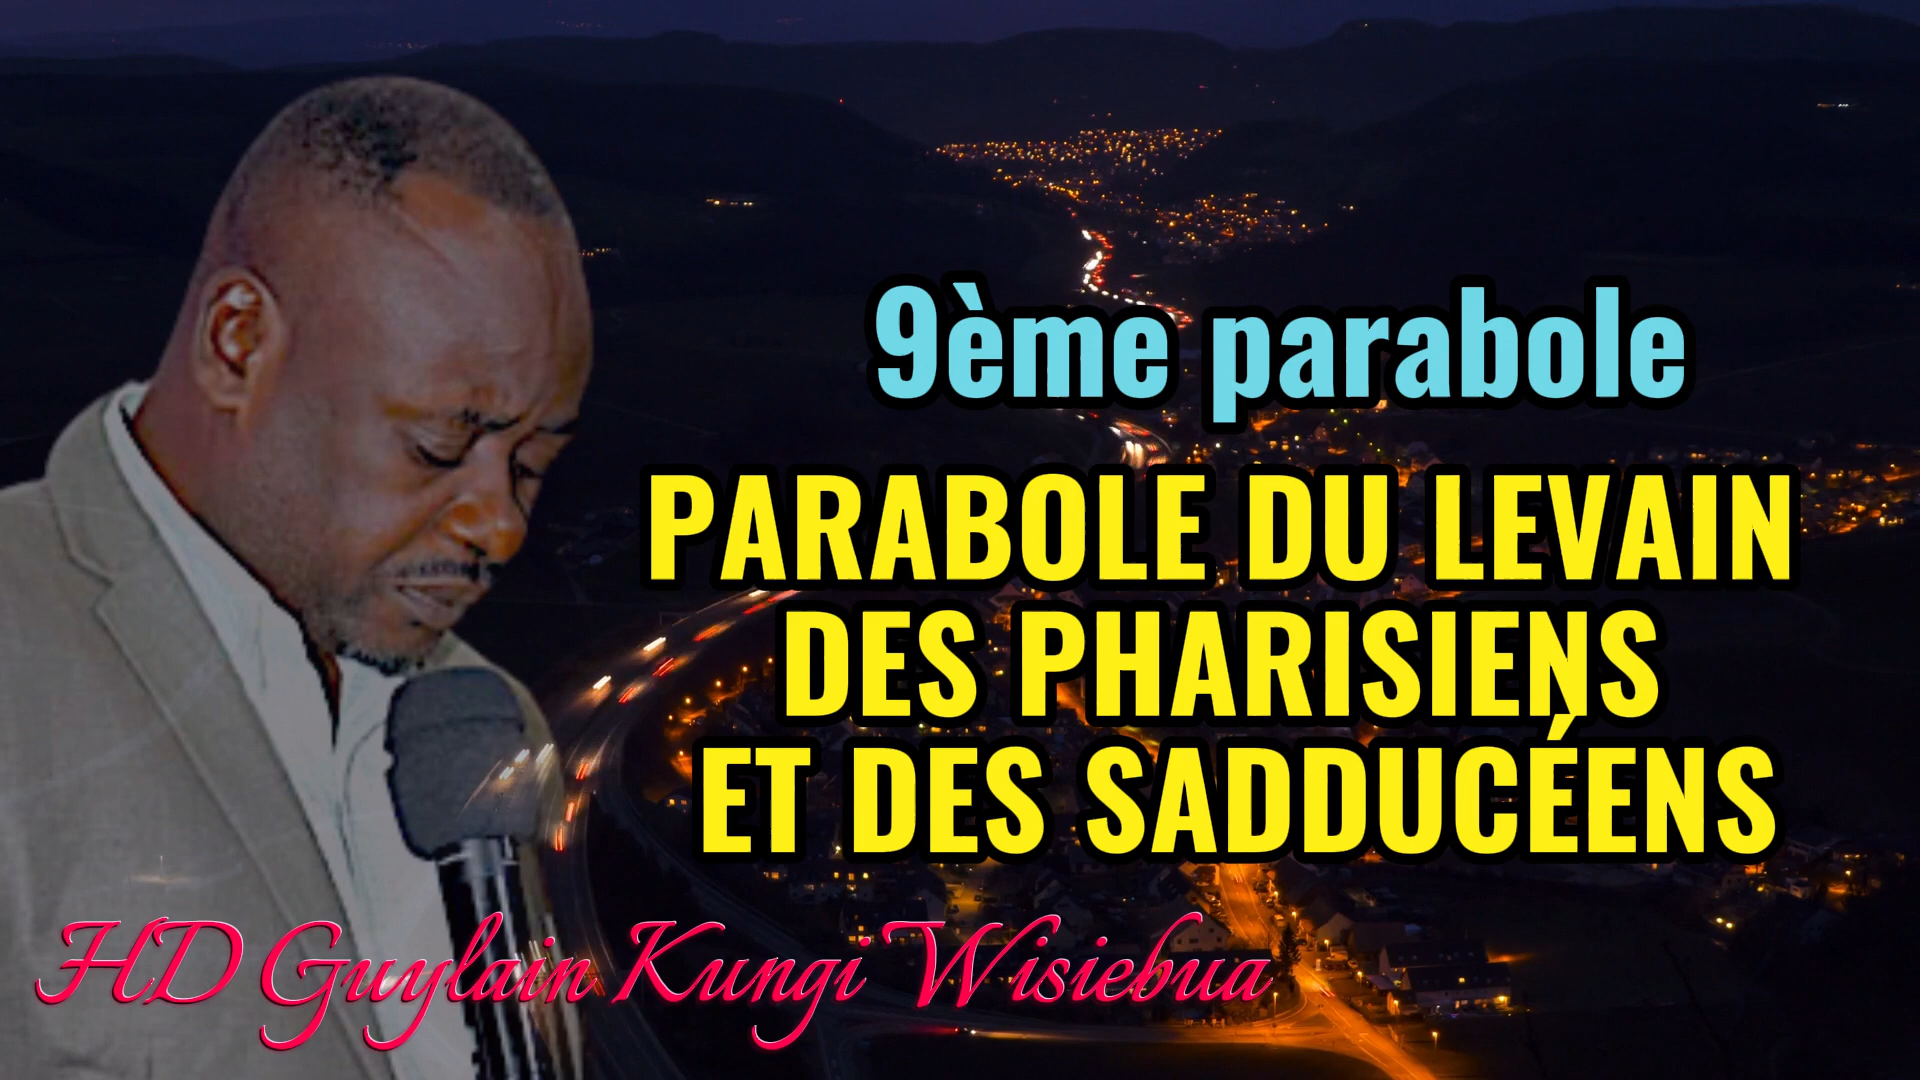 9ème parabole
PARABOLE DU LEVAIN
DES PHARISIENS
ET DES SADDUCÉENS
HD Guylain Kungi Wisiebua